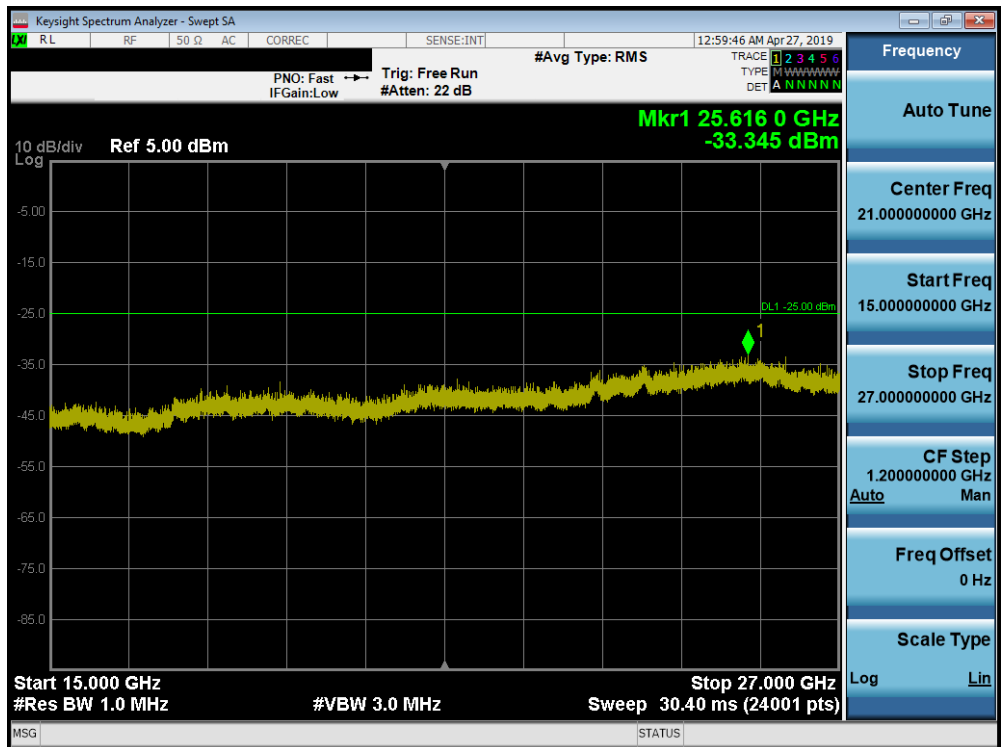 Keysight Spectrum Analyzer - Swept SA
LXI RL RF 50 Ω AC CORREC SENSE:INT 12:59:46 AM Apr 27, 2019
#Avg Type: RMS
TRACE 1 2 3 4 5 6
PNO: Fast Trig: Free Run
TYPE M WWWWW
IFGain:Low #Atten: 22 dB
DET A N N N N N
Mkr1 25.616 0 GHz
-33.345 dBm
10 dB/div Ref 5.00 dBm
Log
-5.00
-15.0
-25.0
DL1 -25.00 dBm
1
-35.0
-45.0
-55.0
-65.0
-75.0
-85.0
Start 15.000 GHz Stop 27.000 GHz
#Res BW 1.0 MHz #VBW 3.0 MHz Sweep 30.40 ms (24001 pts)
MSG STATUS
Frequency
Auto Tune
Center Freq
21.000000000 GHz
Start Freq
15.000000000 GHz
Stop Freq
27.000000000 GHz
CF Step
1.200000000 GHz
Auto Man
Freq Offset
0 Hz
Scale Type
Log Lin